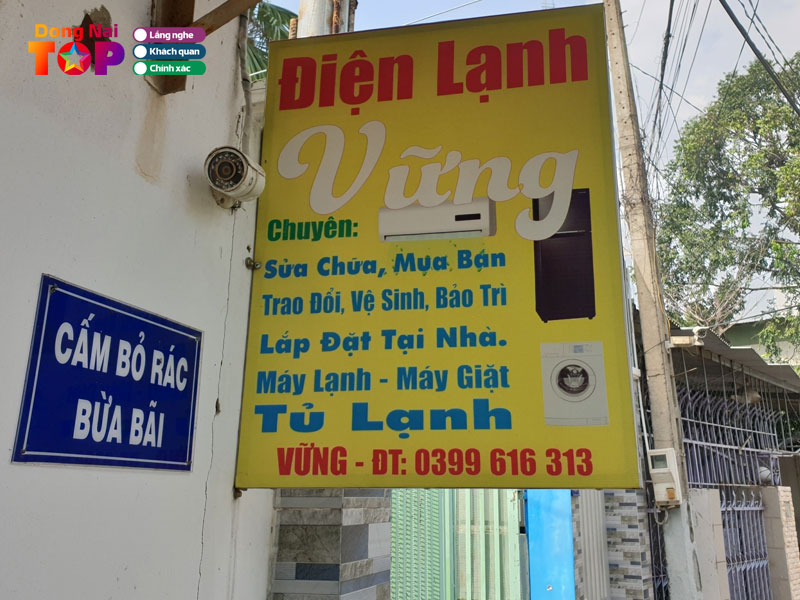 Dong Nai
TOP
Lắng nghe
Khách quan
Chính xác
Điện Lạnh
Vững
Chuyên:
Sửa Chữa, Mua Bán
Trao Đổi, Vệ Sinh, Bảo Trì
Lắp Đặt Tại Nhà.
Máy Lạnh - Máy Giặt
Tủ Lạnh
VỮNG - ĐT: 0399 616 313
CẤM BỎ RÁC
BỪA BÃI